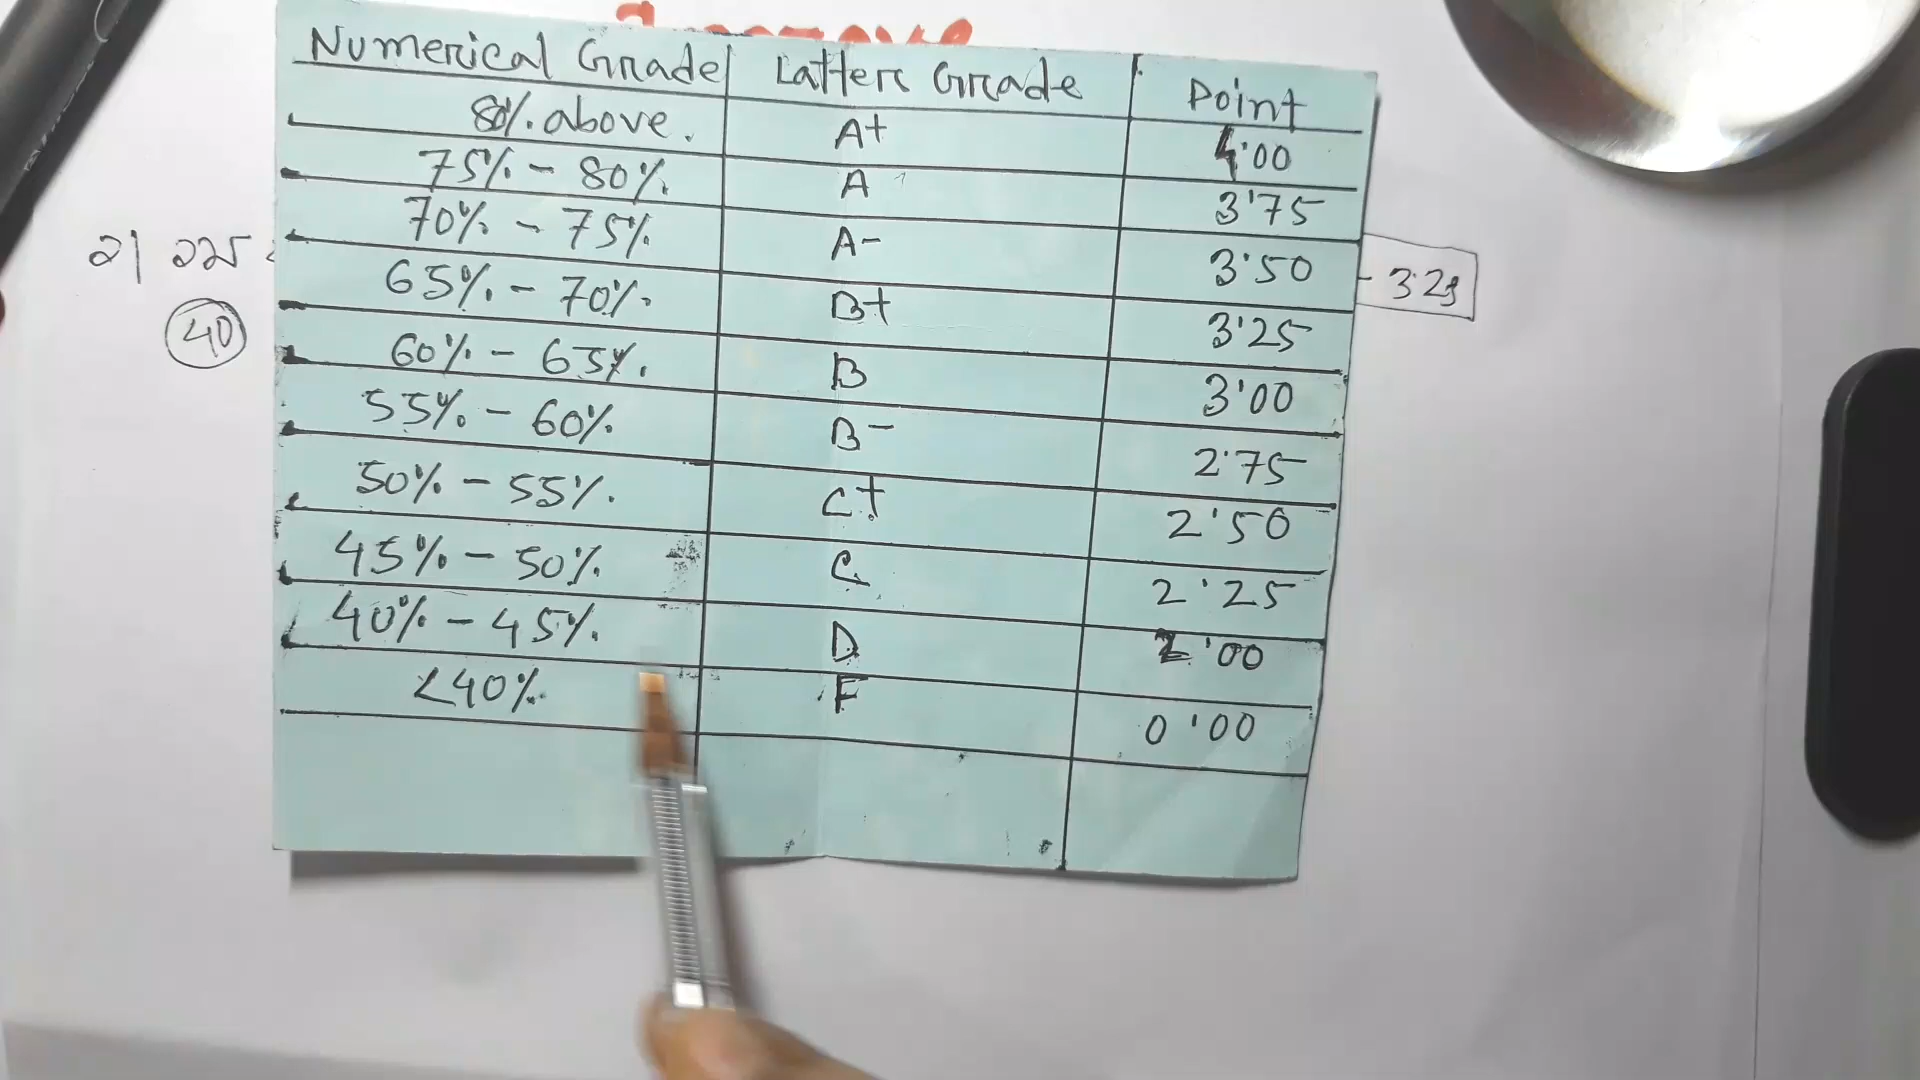 Numerical Grade Latter Grade Point
80% above. A+ 4.00
75% - 80% A 3.75
70% - 75% A- 3.50
65% - 70% B+ 3.25
60% - 65% B 3.00
55% - 60% B- 2.75
50% - 55% C+ 2.50
45% - 50% C 2.25
40% - 45% D 2.00
<40% F 0.00
40